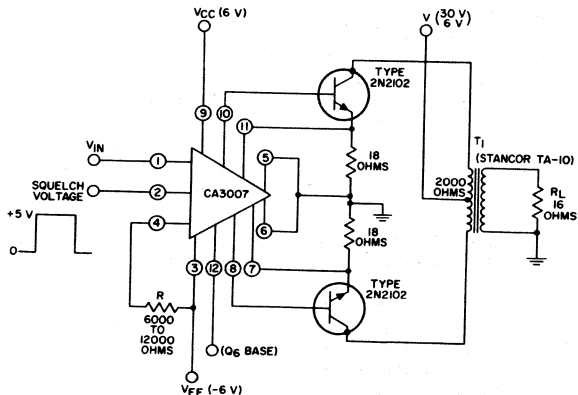 VCC (6 V)
V (30 V
6 V)
TYPE
2N2102
9
10
11
VIN
1
SQUELCH
VOLTAGE
2
+5 V
0
4
CA3007
5
6
3
12
8
7
18
OHMS
18
OHMS
T1
(STANCOR TA-10)
2000
OHMS
RL
16
OHMS
R
6000
TO
12000
OHMS
(Q6 BASE)
TYPE
2N2102
VEE (-6 V)